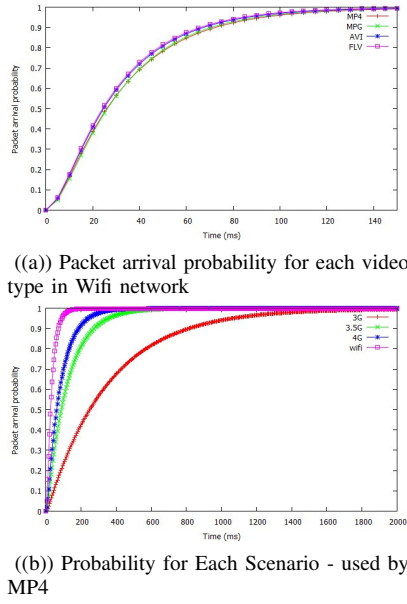 1
0.9
0.8
0.7
0.6
0.5
0.4
0.3
0.2
0.1
0
Packet arrival probability
MP4
MPG
AVI
FLV
0 20 40 60 80 100 120 140
Time (ms)
((a)) Packet arrival probability for each video
type in Wifi network
1
0.9
0.8
0.7
0.6
0.5
0.4
0.3
0.2
0.1
0
Packet arrival probability
3G
3.5G
4G
wifi
0 200 400 600 800 1000 1200 1400 1600 1800 2000
Time (ms)
((b)) Probability for Each Scenario - used by
MP4